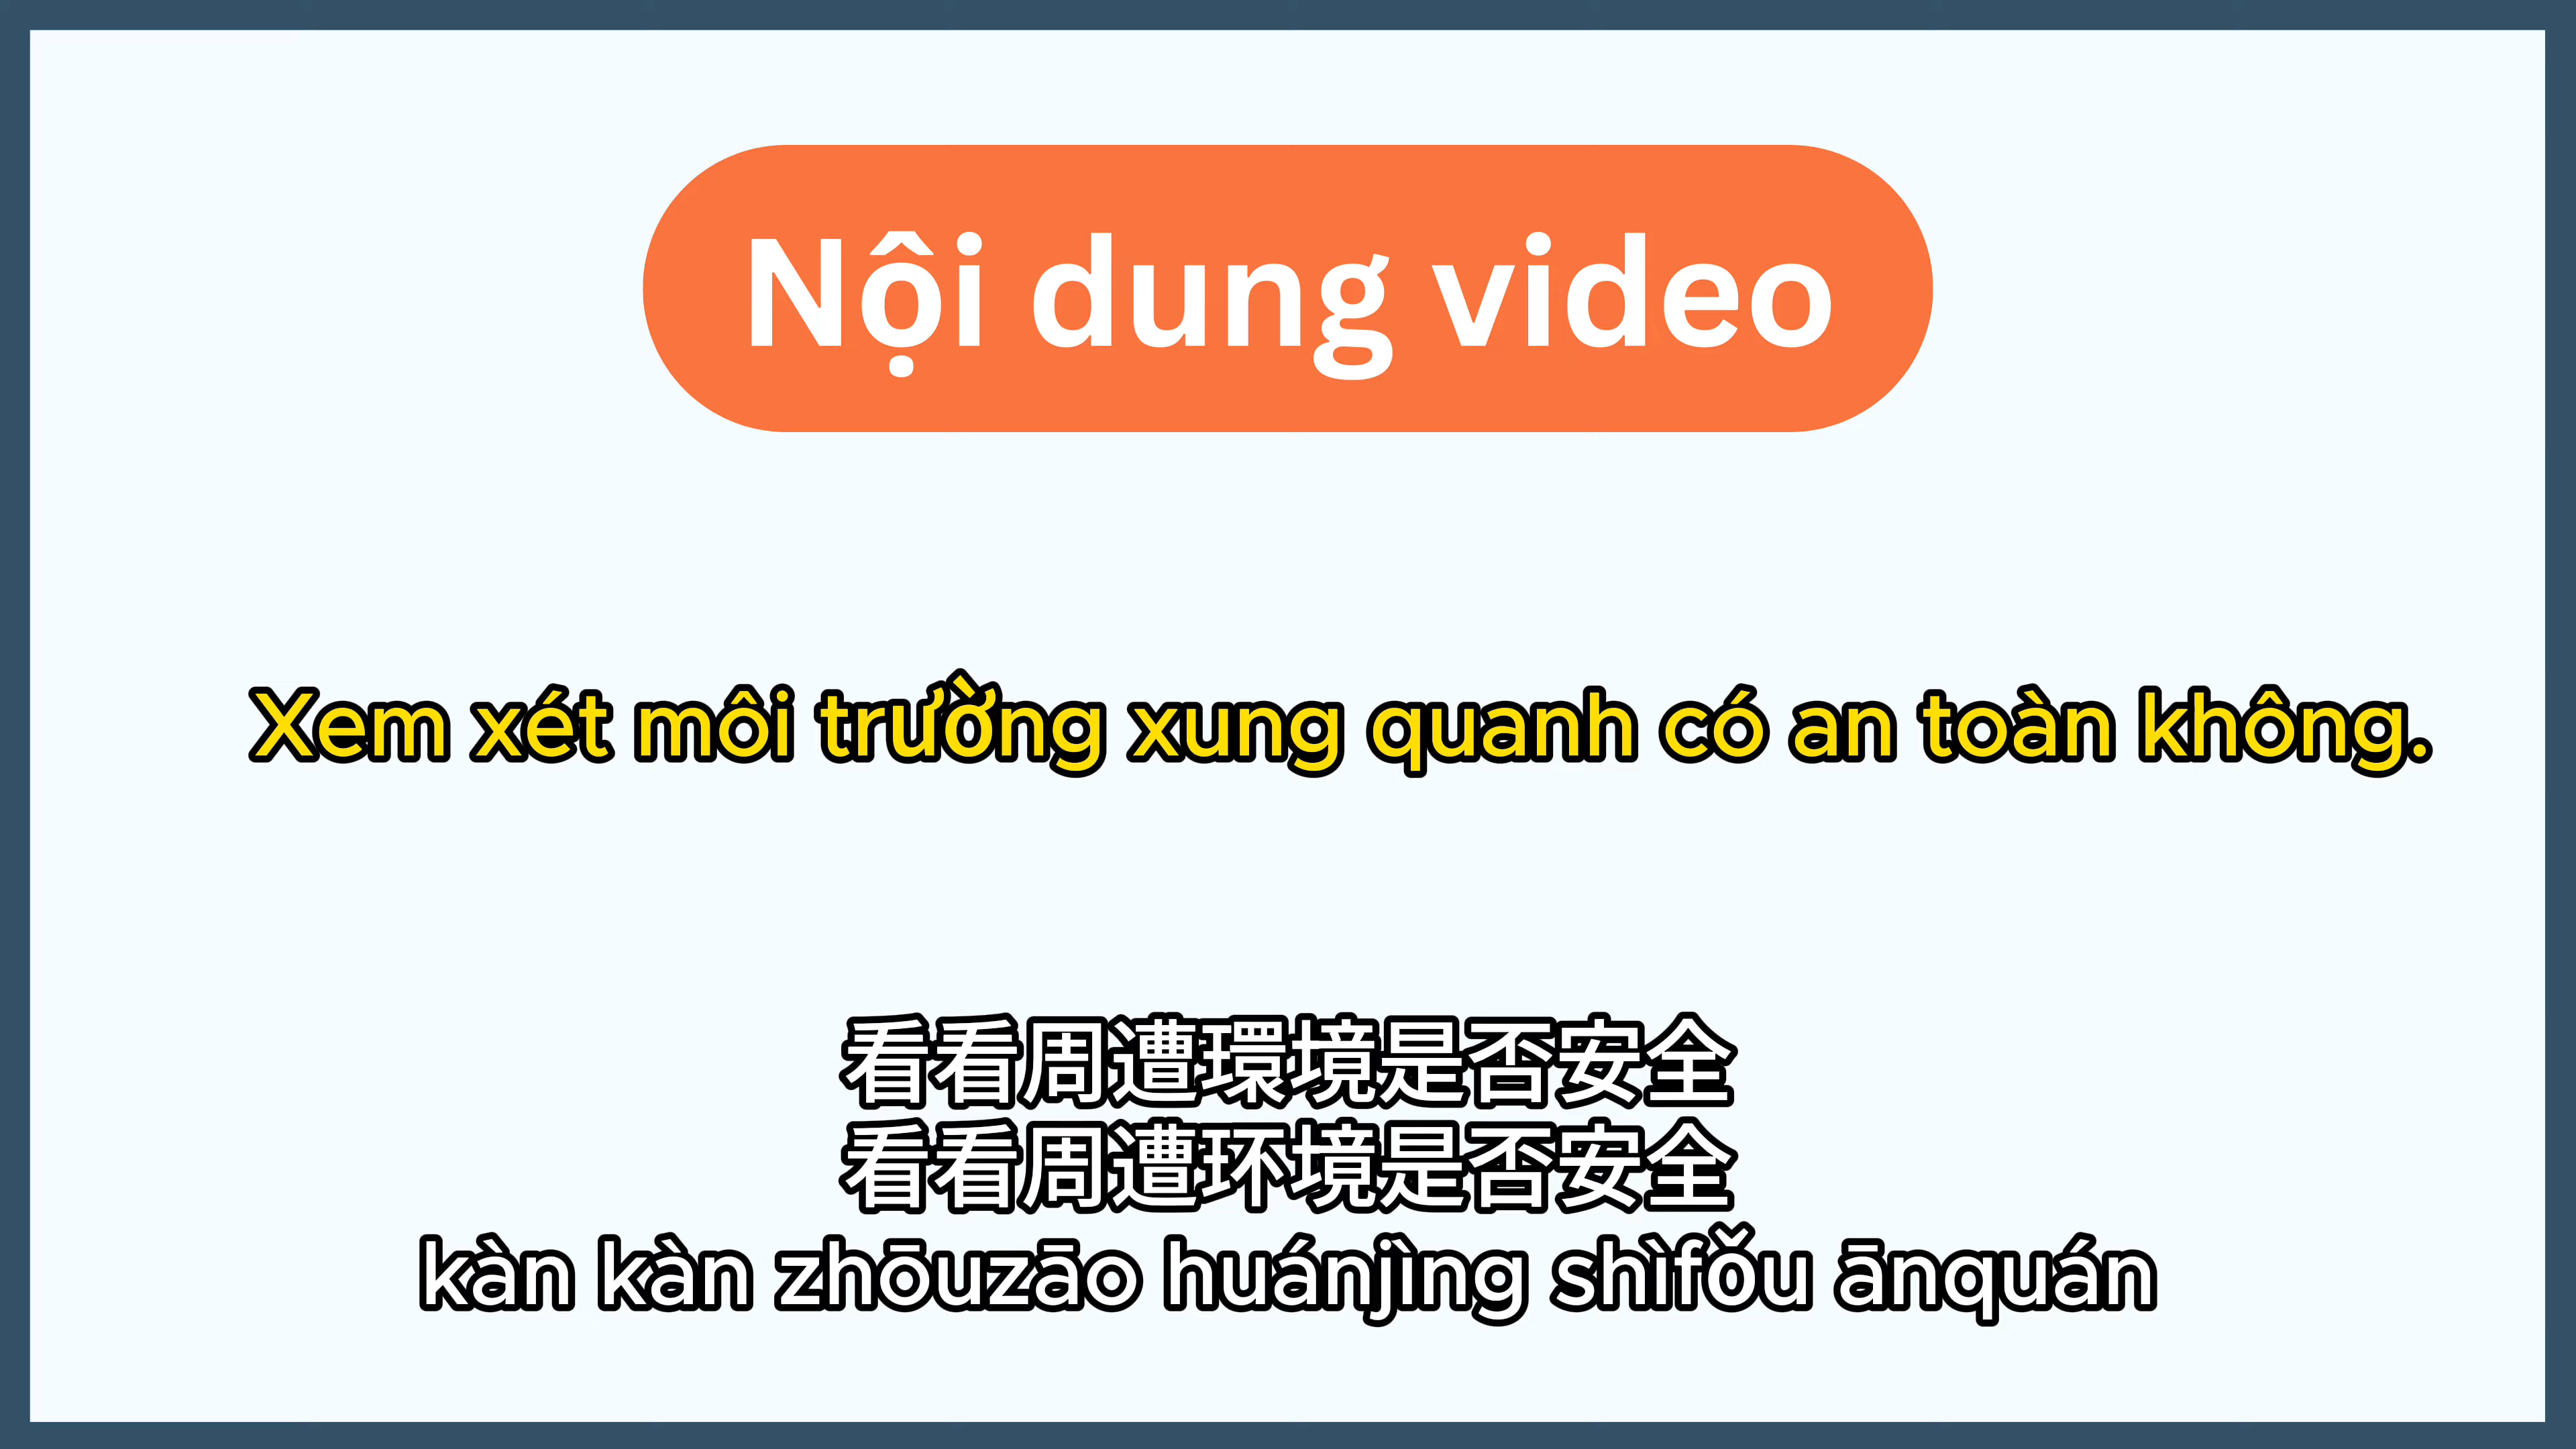 Nội dung video
Xem xét môi trường xung quanh có an toàn không.
看看周遭環境是否安全
看看周遭环境是否安全
kàn kàn zhōuzāo huánjìng shìfǒu ānquán